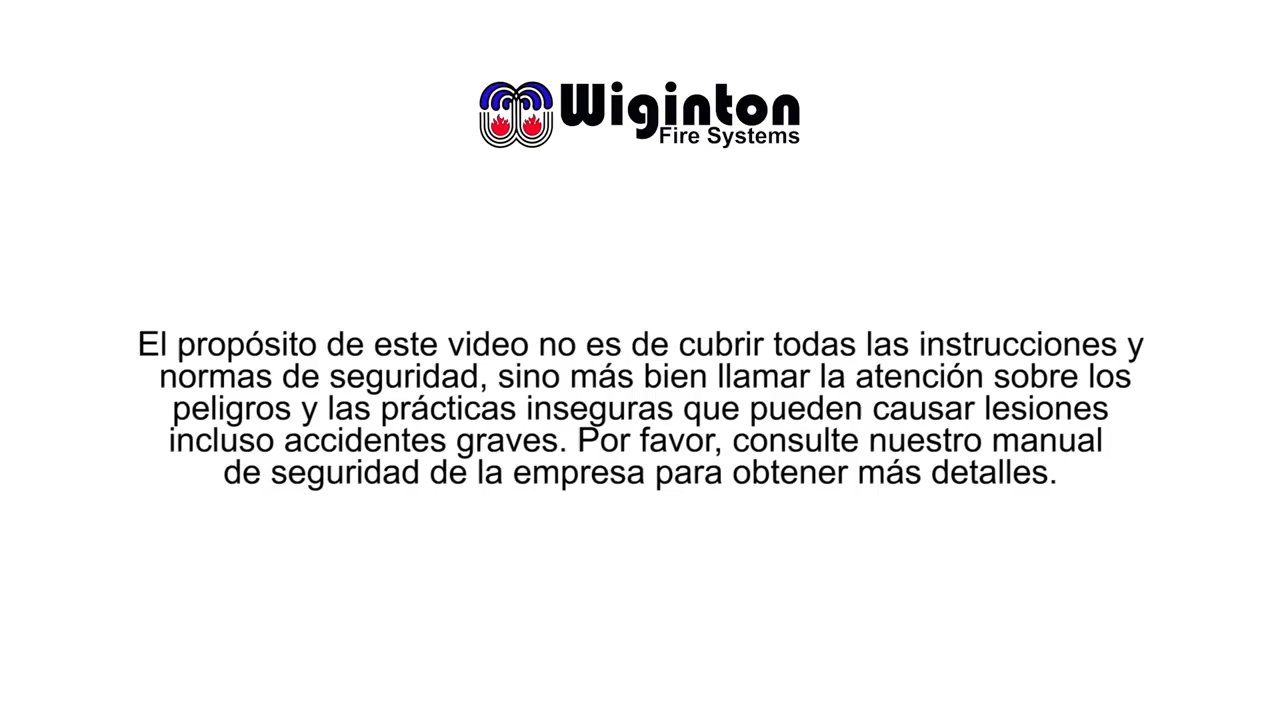 Wiginton
Fire Systems
El propósito de este video no es de cubrir todas las instrucciones y
normas de seguridad, sino más bien llamar la atención sobre los
peligros y las prácticas inseguras que pueden causar lesiones
incluso accidentes graves. Por favor, consulte nuestro manual
de seguridad de la empresa para obtener más detalles.